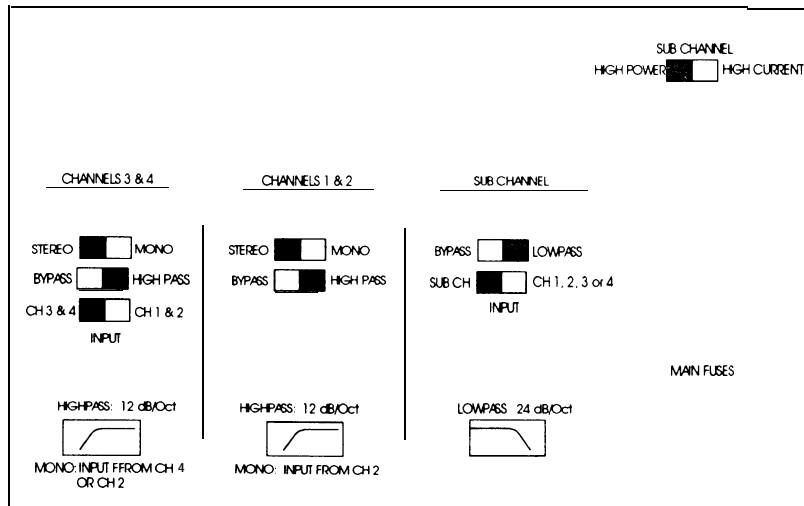 SUB CHANNEL
HIGH POWER HIGH CURRENT
CHANNELS 3 & 4
STEREO MONO
BYPASS HIGH PASS
CH 3 & 4 CH 1 & 2
INPUT
HIGHPASS: 12 dB/Oct
MONO: INPUT FFROM CH 4
OR CH 2
CHANNELS 1 & 2
STEREO MONO
BYPASS HIGH PASS
HIGHPASS: 12 dB/Oct
MONO: INPUT FROM CH 2
SUB CHANNEL
BYPASS LOWPASS
SUB CH CH 1, 2, 3 or 4
INPUT
LOWPASS 24 dB/Oct
MAIN FUSES